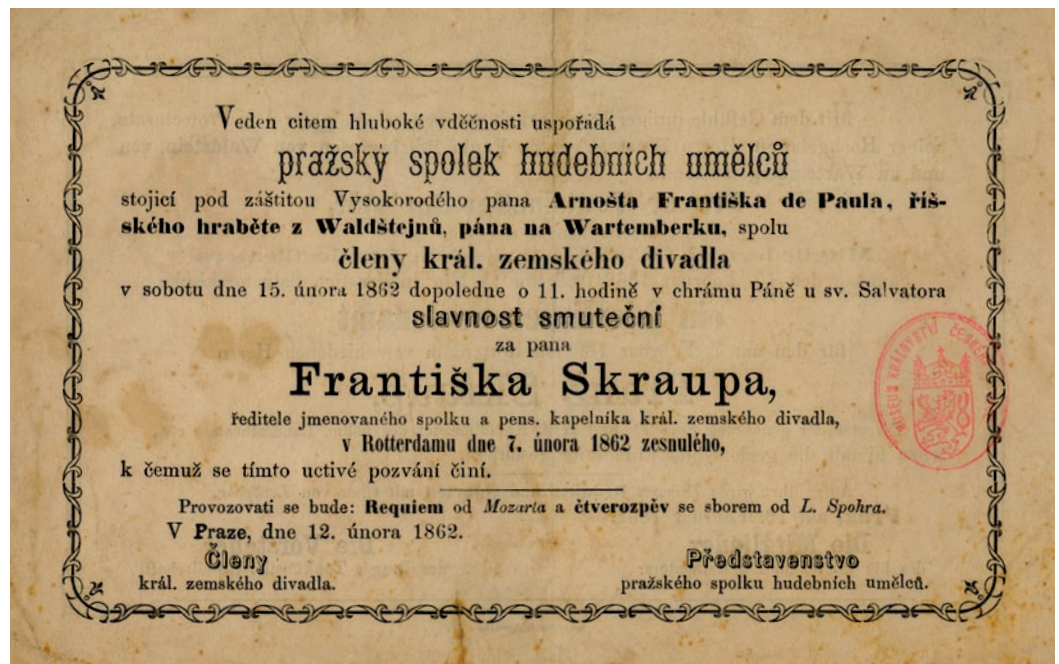 Veden citem hluboké vděčnosti uspořádá
pražský spolek hudebních umělců
stojicí pod záštitou Vysokorodého pana Arnošta Františka de Paula, říš-
ského hraběte z Waldštejnů, pána na Wartemberku, spolu
členy král. zemského divadla
v sobotu dne 15. února 1862 dopoledne o 11. hodině v chrámu Páně u sv. Salvatora
slavnost smuteční
za pana
Františka Skraupa,
ředitele jmenovaného spolku a pens. kapelníka král. zemského divadla,
v Rotterdamu dne 7. února 1862 zesnulého,
k čemuž se tímto uctivé pozvání činí.
Provozovati se bude: Requiem od Mozarta a čtverozpěv se sborem od L. Spohra.
V Praze, dne 12. února 1862.
Členy
král. zemského divadla.
Představenstvo
pražského spolku hudebních umělců.
MUSEUM KRÁLOVSTVÍ ČESKÉHO